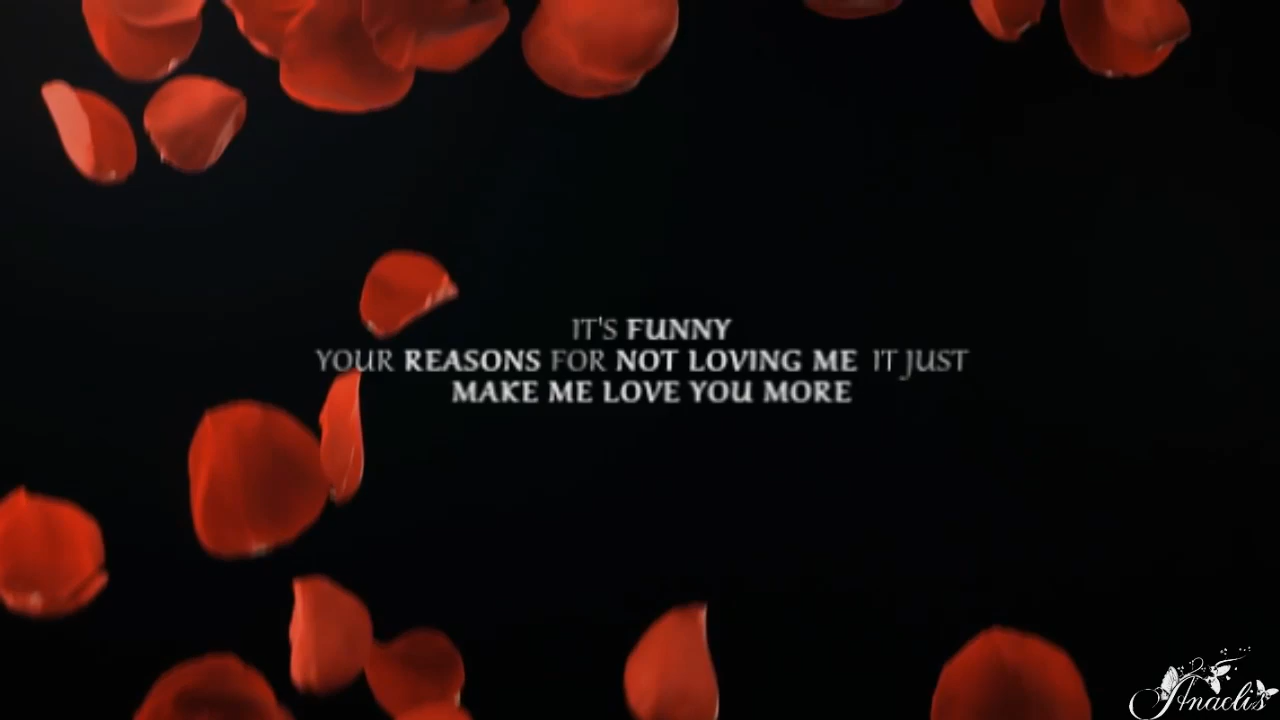 IT'S FUNNY
YOUR REASONS FOR NOT LOVING ME IT JUST
MAKE ME LOVE YOU MORE
Anaclis